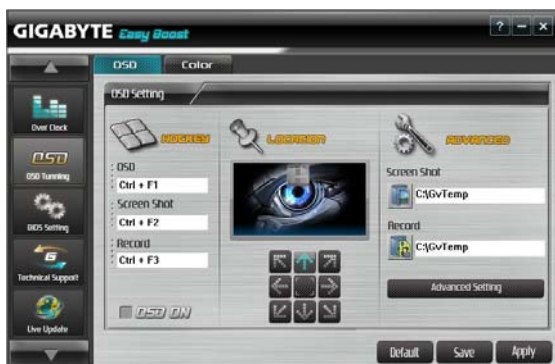 GIGABYTE Easy Boost
? – ×
OSD Color
Over Clock
OSD
OSD Tunning
BIOS Setting
G
Technical Support
Live Update
OSD Setting
HOTKEY
OSD
Ctrl + F1
Screen Shot
Ctrl + F2
Record
Ctrl + F3
OSD ON
LOCATION
ADVANCED
Screen Shot
C:\GvTemp
Record
C:\GvTemp
Advanced Setting
Default Save Apply